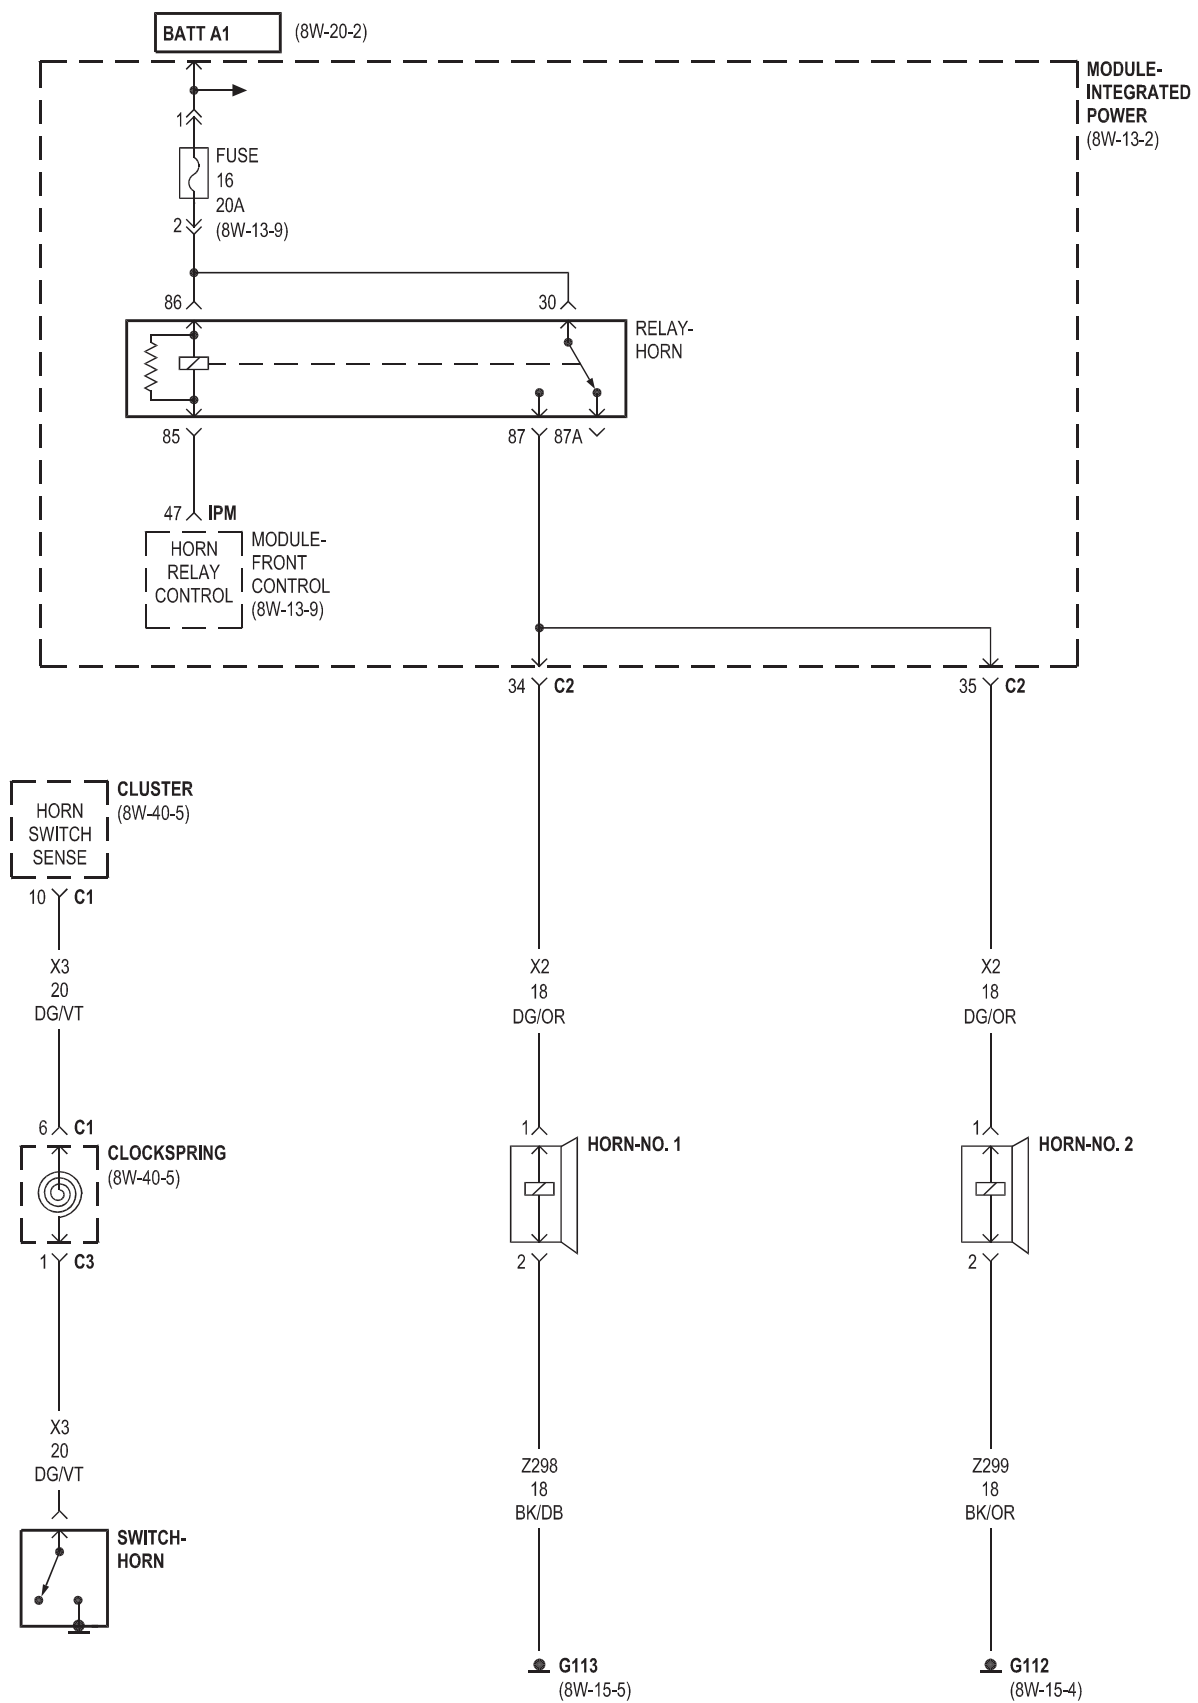 BATT A1 (8W-20-2)
MODULE-
INTEGRATED
POWER
(8W-13-2)
1
FUSE
16
20A
2 (8W-13-9)
86
30
RELAY-
HORN
85
87 87A
47 IPM
HORN
RELAY
CONTROL
MODULE-
FRONT
CONTROL
(8W-13-9)
34 C2
35 C2
HORN
SWITCH
SENSE
CLUSTER
(8W-40-5)
10 C1
X3
20
DG/VT
X2
18
DG/OR
X2
18
DG/OR
6 C1
CLOCKSPRING
(8W-40-5)
1
HORN-NO. 1
1
HORN-NO. 2
1 C3
2
2
X3
20
DG/VT
Z298
18
BK/DB
Z299
18
BK/OR
SWITCH-
HORN
G113
(8W-15-5)
G112
(8W-15-4)